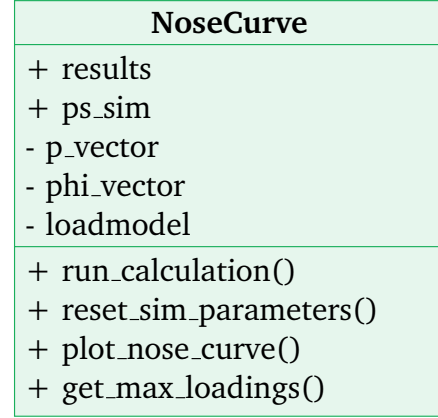 NoseCurve
+ results
+ ps_sim
- p_vector
- phi_vector
- loadmodel
+ run_calculation()
+ reset_sim_parameters()
+ plot_nose_curve()
+ get_max_loadings()